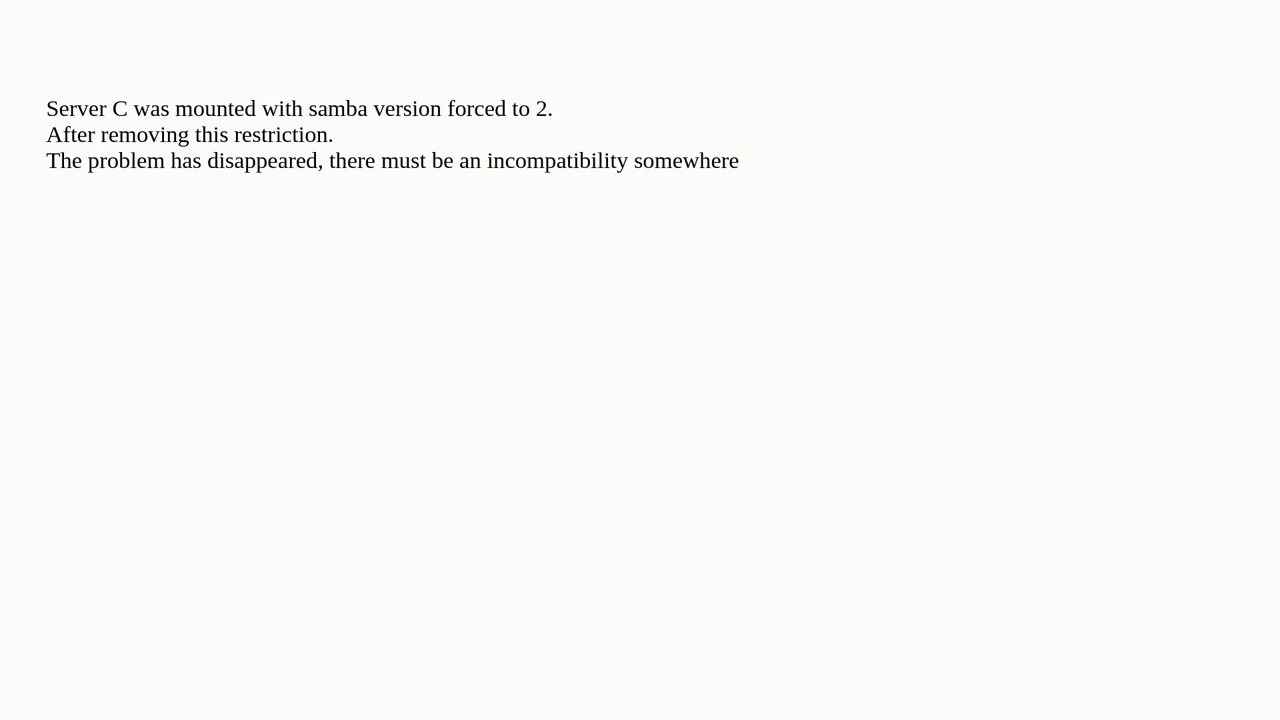 Server C was mounted with samba version forced to 2.
After removing this restriction.
The problem has disappeared, there must be an incompatibility somewhere